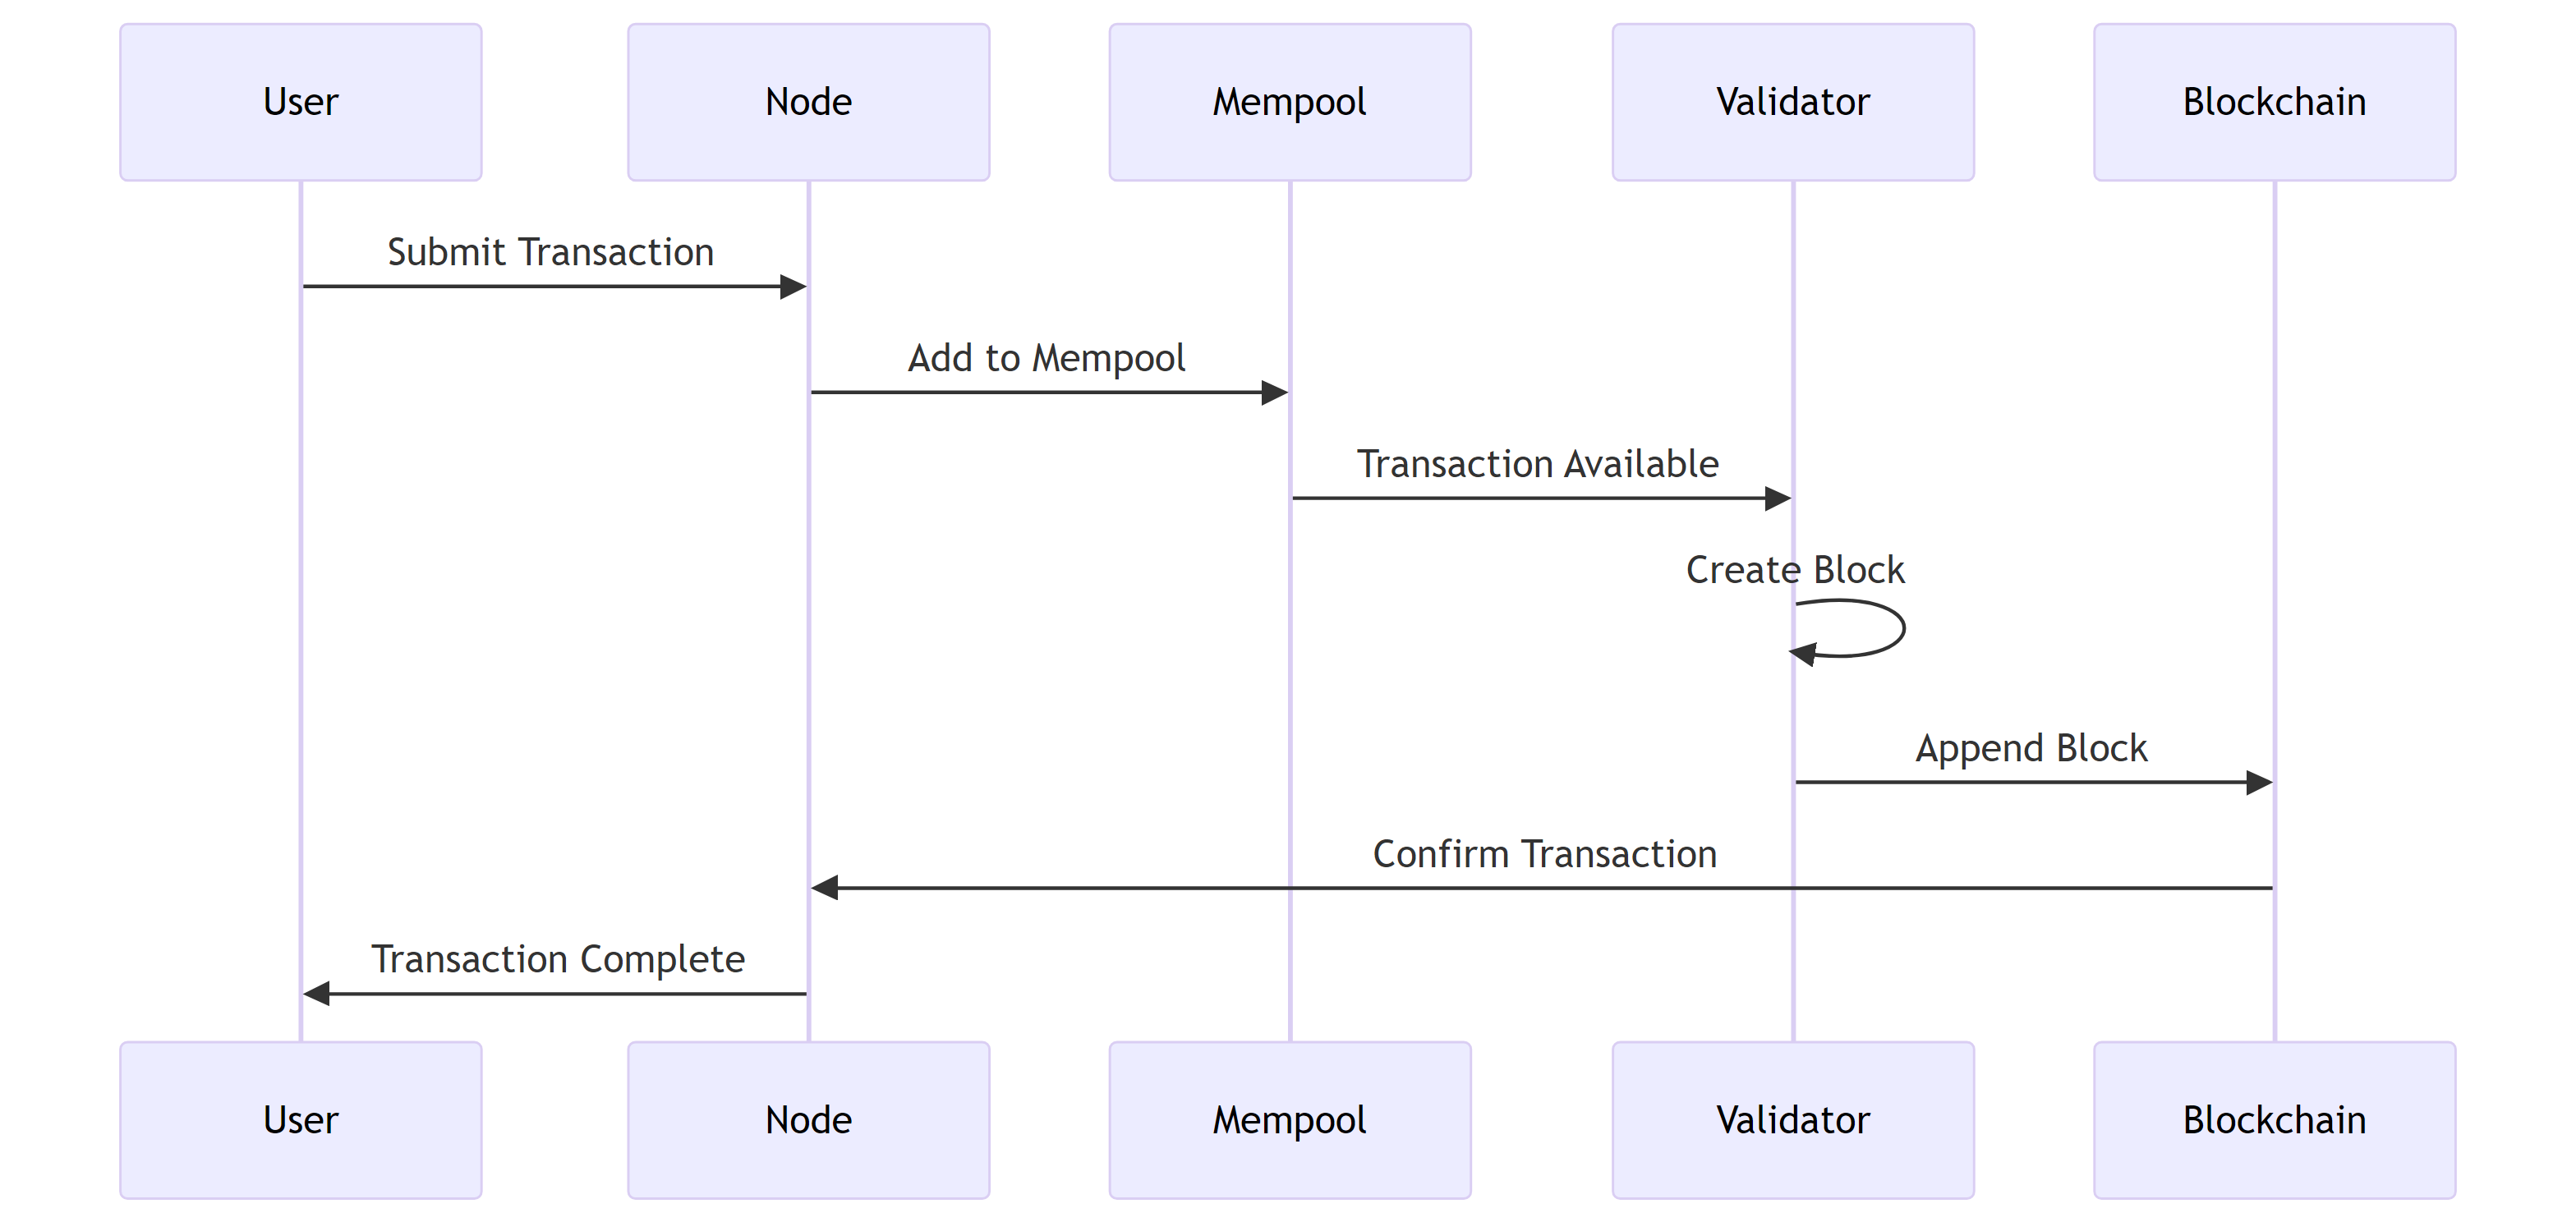 User
Node
Mempool
Validator
Blockchain
Submit Transaction
Add to Mempool
Transaction Available
Create Block
Append Block
Confirm Transaction
Transaction Complete
User
Node
Mempool
Validator
Blockchain